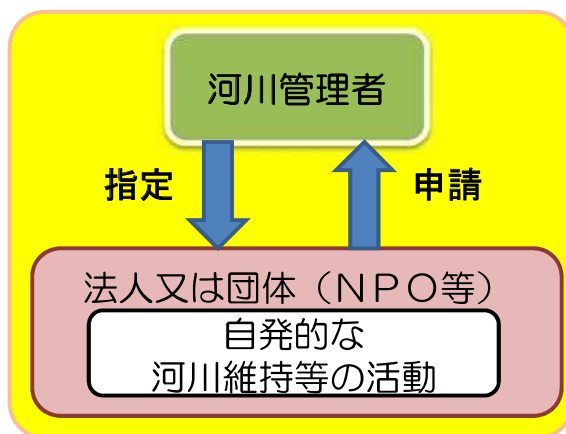 河川管理者
指定
申請
法人又は団体（ＮＰＯ等）
自発的な
河川維持等の活動